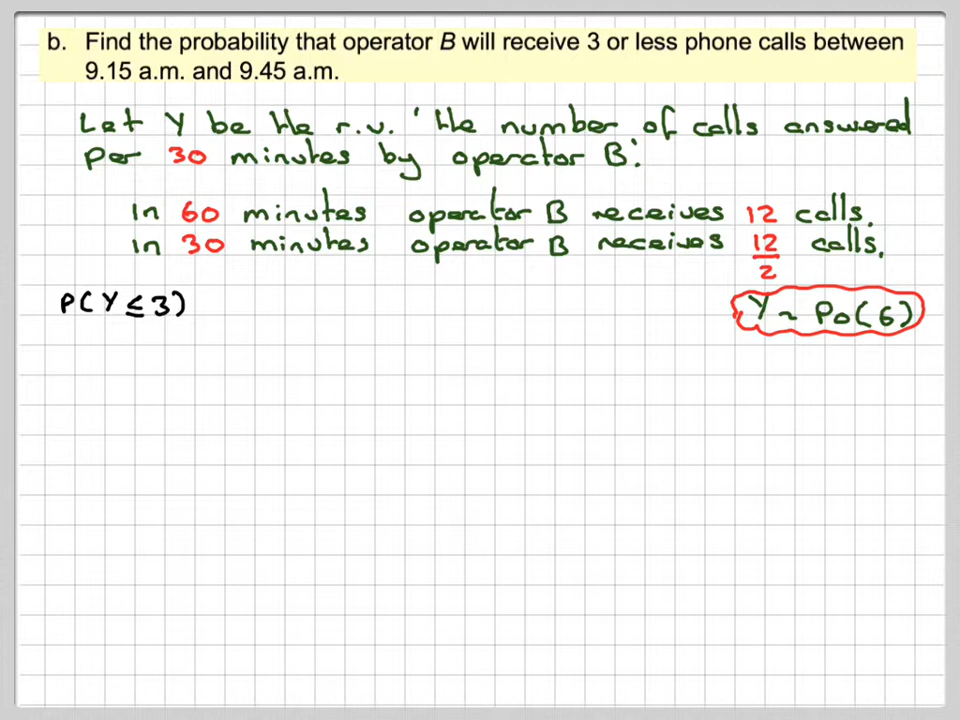 b. Find the probability that operator B will receive 3 or less phone calls between
9.15 a.m. and 9.45 a.m.
Let Y be the r.v. 'the number of calls answered
per 30 minutes by operator B'.
In 60 minutes operator B receives 12 calls.
In 30 minutes operator B receives 12/2 calls.
P(Y ≤ 3)
Y ~ Po(6)